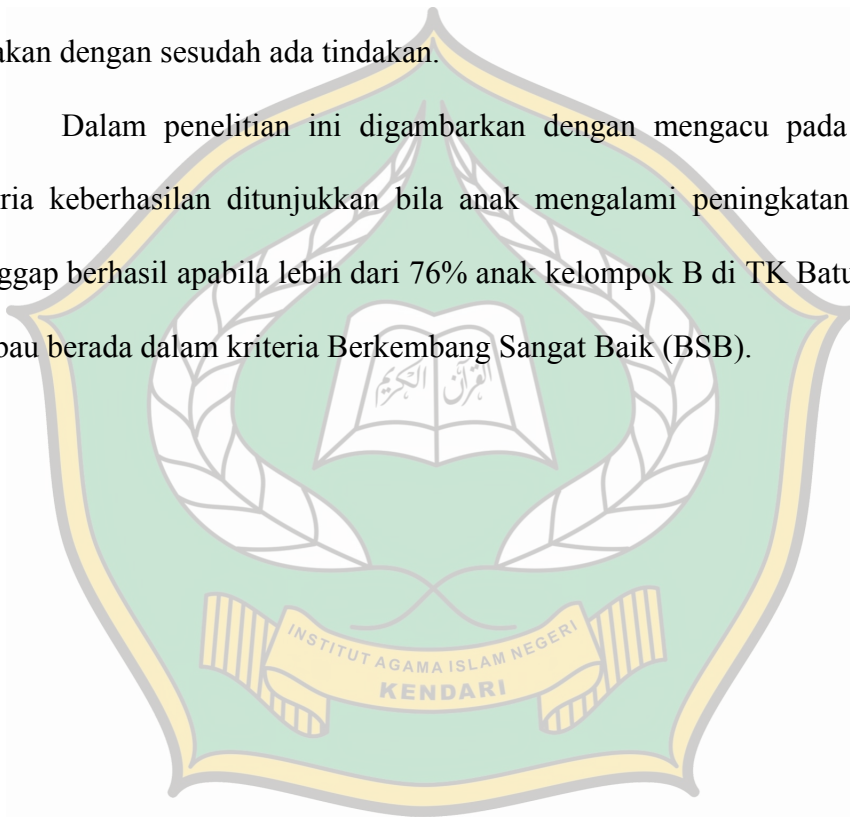 akan dengan sesudah ada tindakan.
Dalam penelitian ini digambarkan dengan mengacu pada
ria keberhasilan ditunjukkan bila anak mengalami peningkatan
ggap berhasil apabila lebih dari 76% anak kelompok B di TK Batu
bau berada dalam kriteria Berkembang Sangat Baik (BSB).
القرآن الكريم
INSTITUT AGAMA ISLAM NEGERI
KENDARI